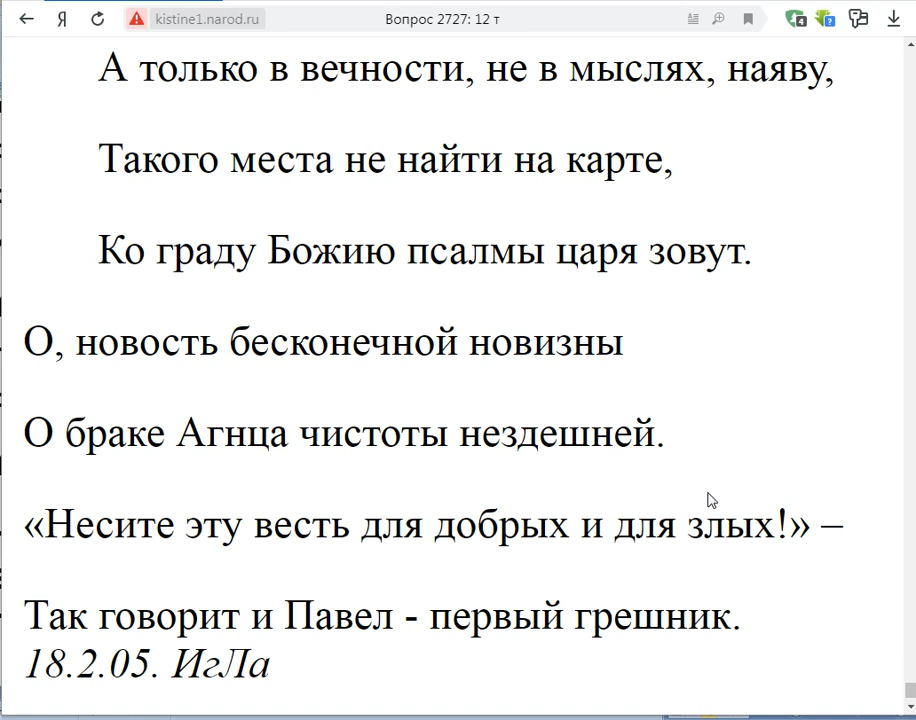 kistine1.narod.ru
Вопрос 2727: 12 т
А только в вечности, не в мыслях, наяву,
Такого места не найти на карте,
Ко граду Божию псалмы царя зовут.
О, новость бесконечной новизны
О браке Агнца чистоты нездешней.
«Несите эту весть для добрых и для злых!» –
Так говорит и Павел - первый грешник.
18.2.05. ИгЛа